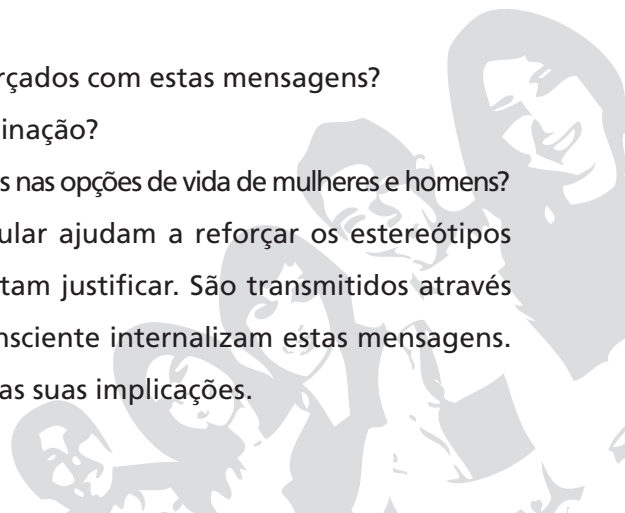 rçados com estas mensagens?
inação?
s nas opções de vida de mulheres e homens?
ular ajudam a reforçar os estereótipos
tam justificar. São transmitidos através
nsciente internalizam estas mensagens.
as suas implicações.